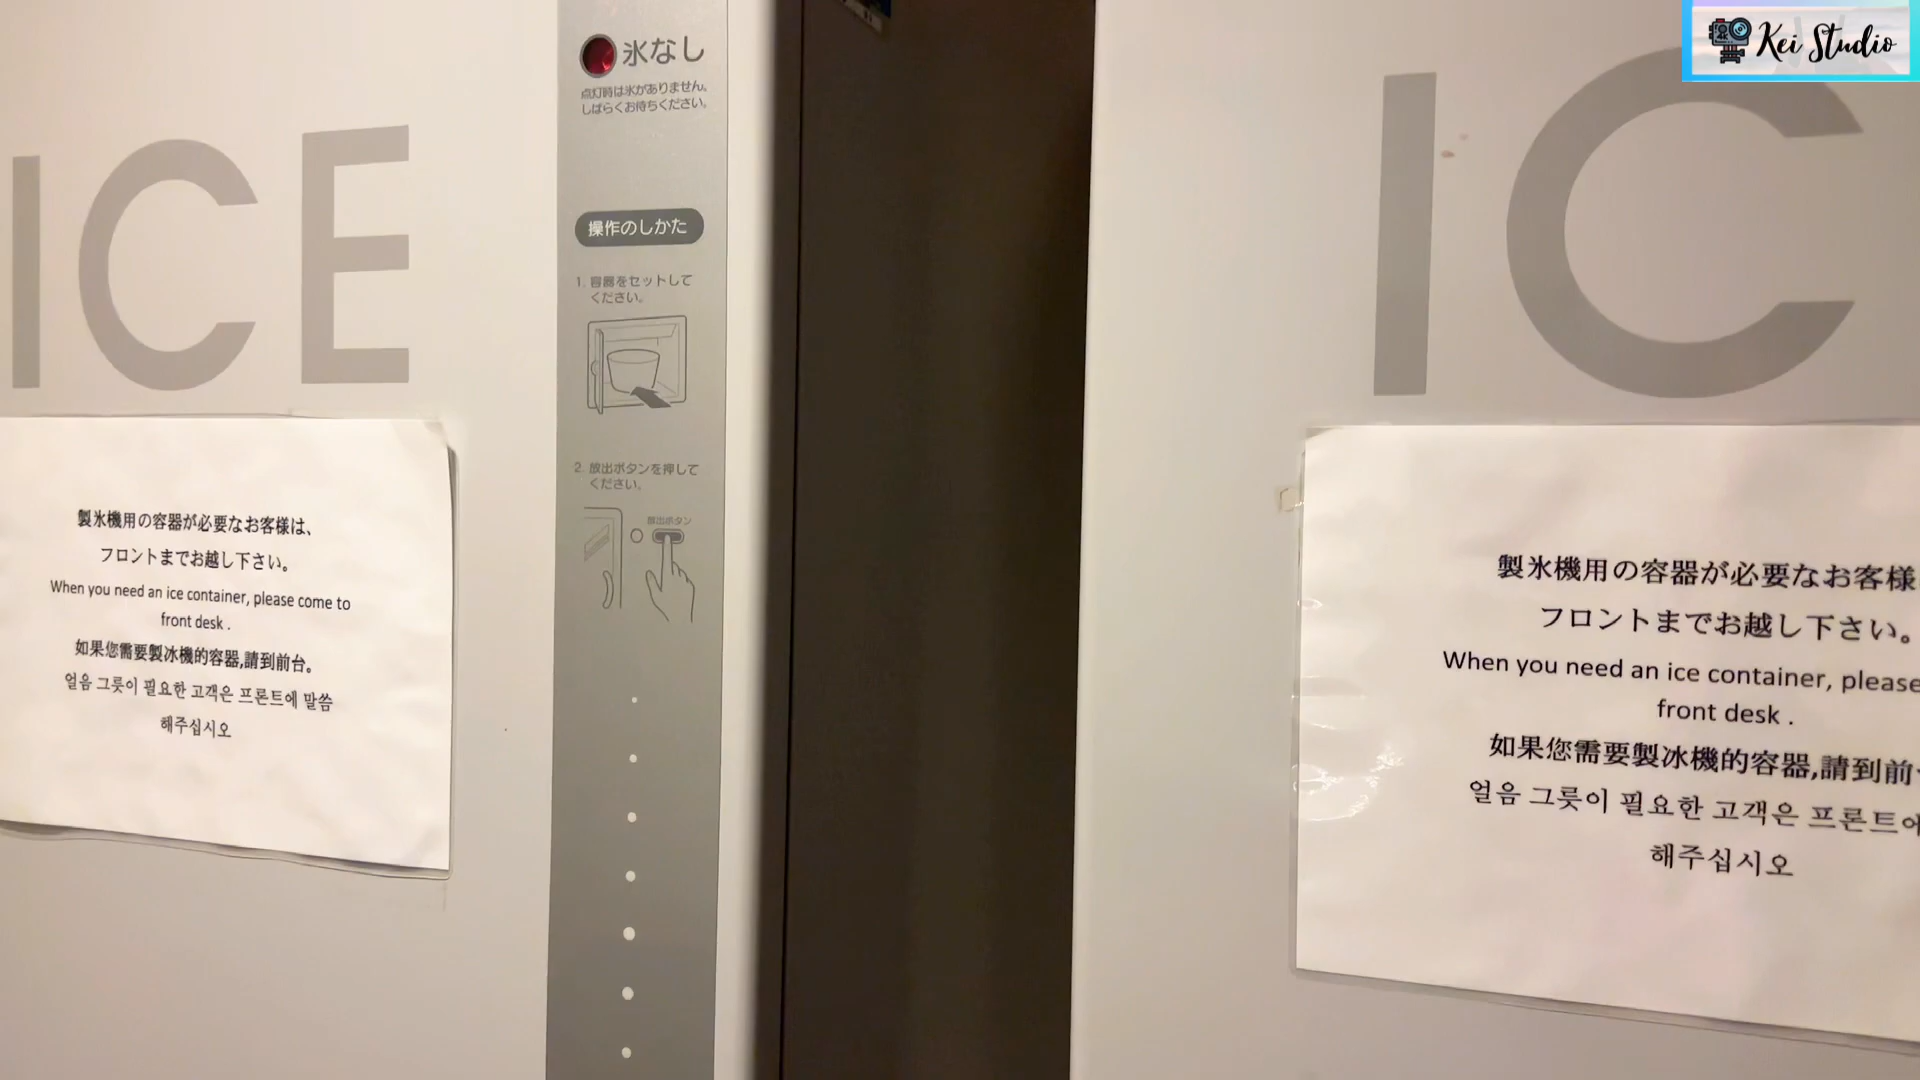 Kei Studio
氷なし
点灯時は氷がありません。
しばらくお待ちください。
ICE
操作のしかた
1. 容器をセットして
ください。
2. 放出ボタンを押して
ください。
放出ボタン
製氷機用の容器が必要なお客様は、
フロントまでお越し下さい。
When you need an ice container, please come to
front desk .
如果您需要製冰機的容器,請到前台。
얼음 그릇이 필요한 고객은 프론트에 말씀
해주십시오
IC
製氷機用の容器が必要なお客様
フロントまでお越し下さい。
When you need an ice container, please
front desk .
如果您需要製冰機的容器,請到前
얼음 그릇이 필요한 고객은 프론트에
해주십시오